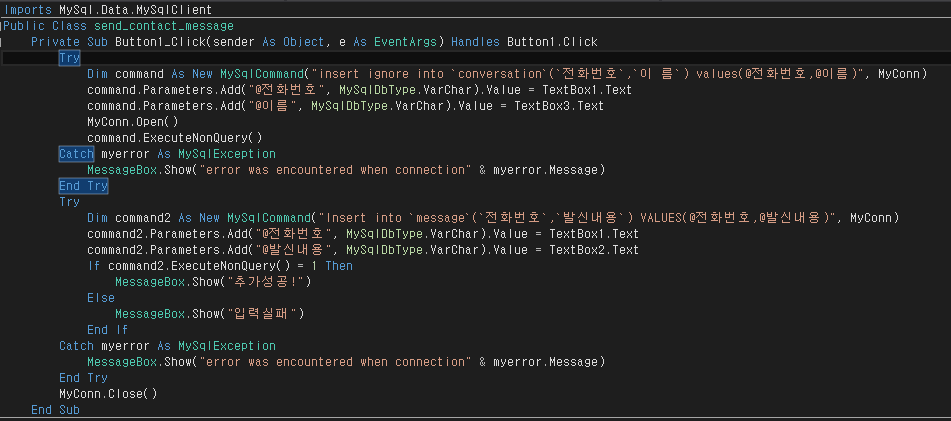 Imports MySql.Data.MySqlClient
Public Class send_contact_message
    Private Sub Button1_Click(sender As Object, e As EventArgs) Handles Button1.Click
        Try
            Dim command As New MySqlCommand("insert ignore into `conversation`(`전화번호`,`이 름`) values(@전화번호,@이름)", MyConn)
            command.Parameters.Add("@전화번호", MySqlDbType.VarChar).Value = TextBox1.Text
            command.Parameters.Add("@이름", MySqlDbType.VarChar).Value = TextBox3.Text
            MyConn.Open()
            command.ExecuteNonQuery()
        Catch myerror As MySqlException
            MessageBox.Show("error was encountered when connection" & myerror.Message)
        End Try
        Try
            Dim command2 As New MySqlCommand("Insert into `message`(`전화번호`,`발신내용`) VALUES(@전화번호,@발신내용)", MyConn)
            command2.Parameters.Add("@전화번호", MySqlDbType.VarChar).Value = TextBox1.Text
            command2.Parameters.Add("@발신내용", MySqlDbType.VarChar).Value = TextBox2.Text
            If command2.ExecuteNonQuery() = 1 Then
                MessageBox.Show("추가성공!")
            Else
                MessageBox.Show("입력실패")
            End If
        Catch myerror As MySqlException
            MessageBox.Show("error was encountered when connection" & myerror.Message)
        End Try
        MyConn.Close()
    End Sub